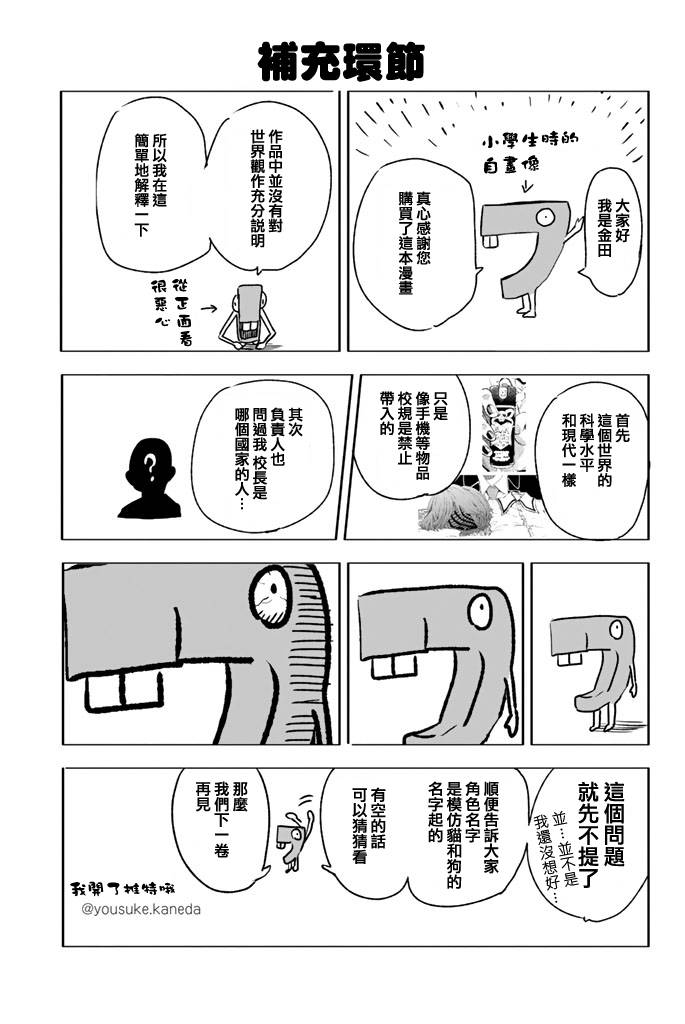 補充環節
大家好
我是金田
小學生時的
自畫像
真心感謝您
購買了這本漫畫
作品中並沒有對
世界觀作充分説明
所以我在這
簡單地解釋一下
從正面看
很惡心
首先
這個世界的
科學水平
和現代一樣
只是
像手機等物品
校規是禁止
帶入的
其次
負責人也
問過我 校長是
哪個國家的人…
?
這個問題
就先不提了
並…並不是
我還沒想好…
順便告訴大家
角色名字
是模仿貓和狗的
名字起的
有空的話
可以猜猜看
那麼
我們下一卷
再見
我開了推特哦
@yousuke.kaneda